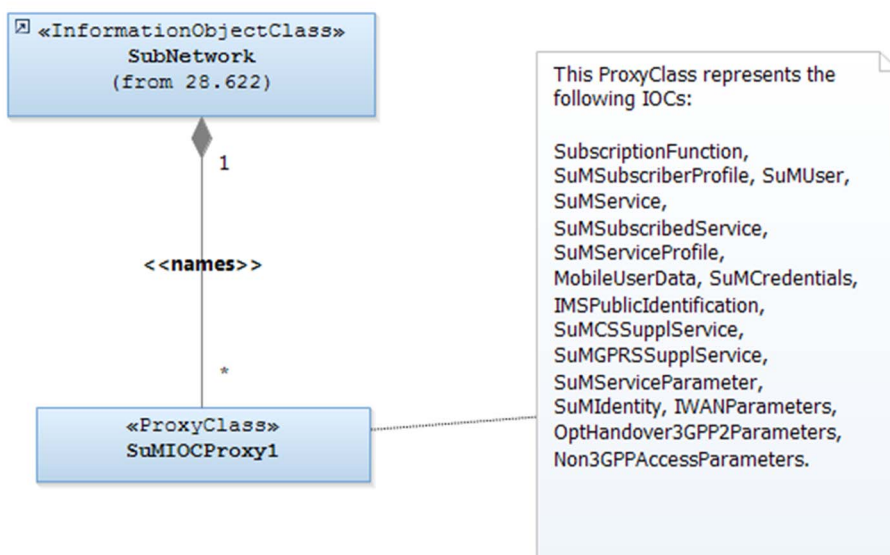 «InformationObjectClass»
SubNetwork
(from 28.622)
1
<<names>>
*
«ProxyClass»
SuMIOCProxy1
This ProxyClass represents the
following IOCs:
SubscriptionFunction,
SuMSubscriberProfile, SuMUser,
SuMService,
SuMSubscribedService,
SuMServiceProfile,
MobileUserData, SuMCredentials,
IMSPublicIdentification,
SuMCSSupplService,
SuMGPRSSupplService,
SuMServiceParameter,
SuMIdentity, IWANParameters,
OptHandover3GPP2Parameters,
Non3GPPAccessParameters.